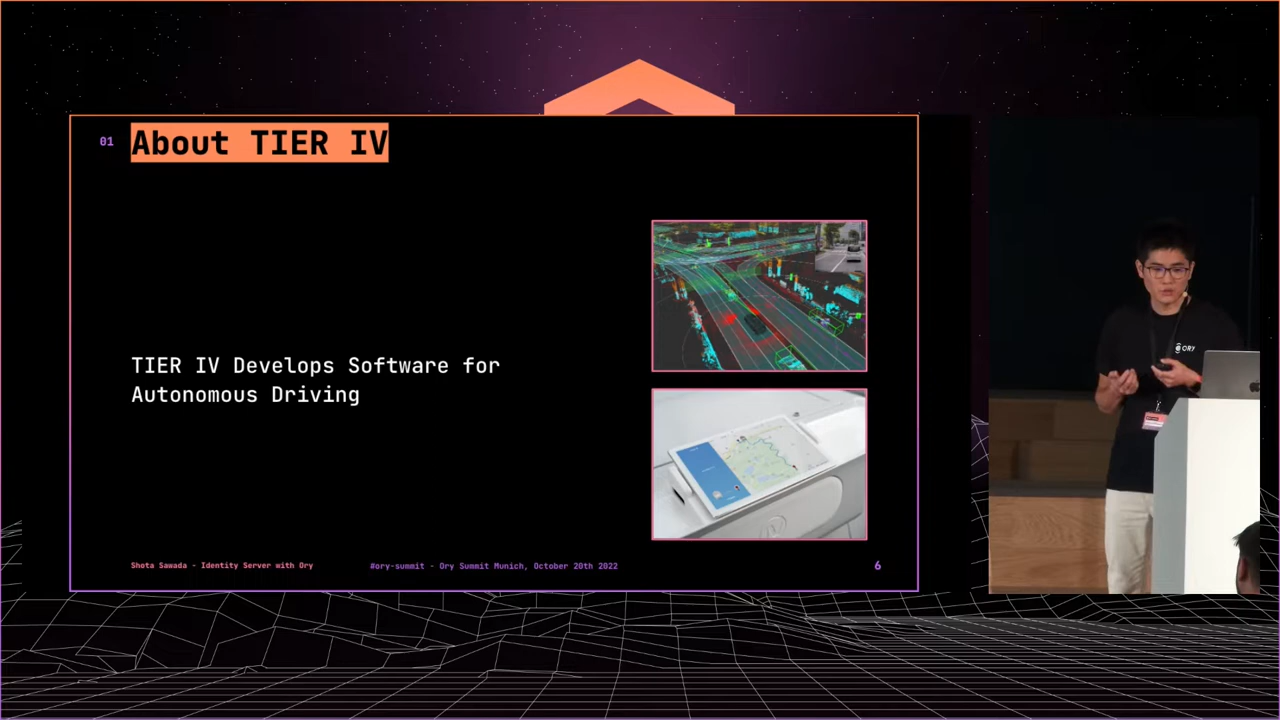 01
About TIER IV
TIER IV Develops Software for
Autonomous Driving
Shota Sawada - Identity Server with Ory
#ory-summit - Ory Summit Munich, October 20th 2022
6
ORY